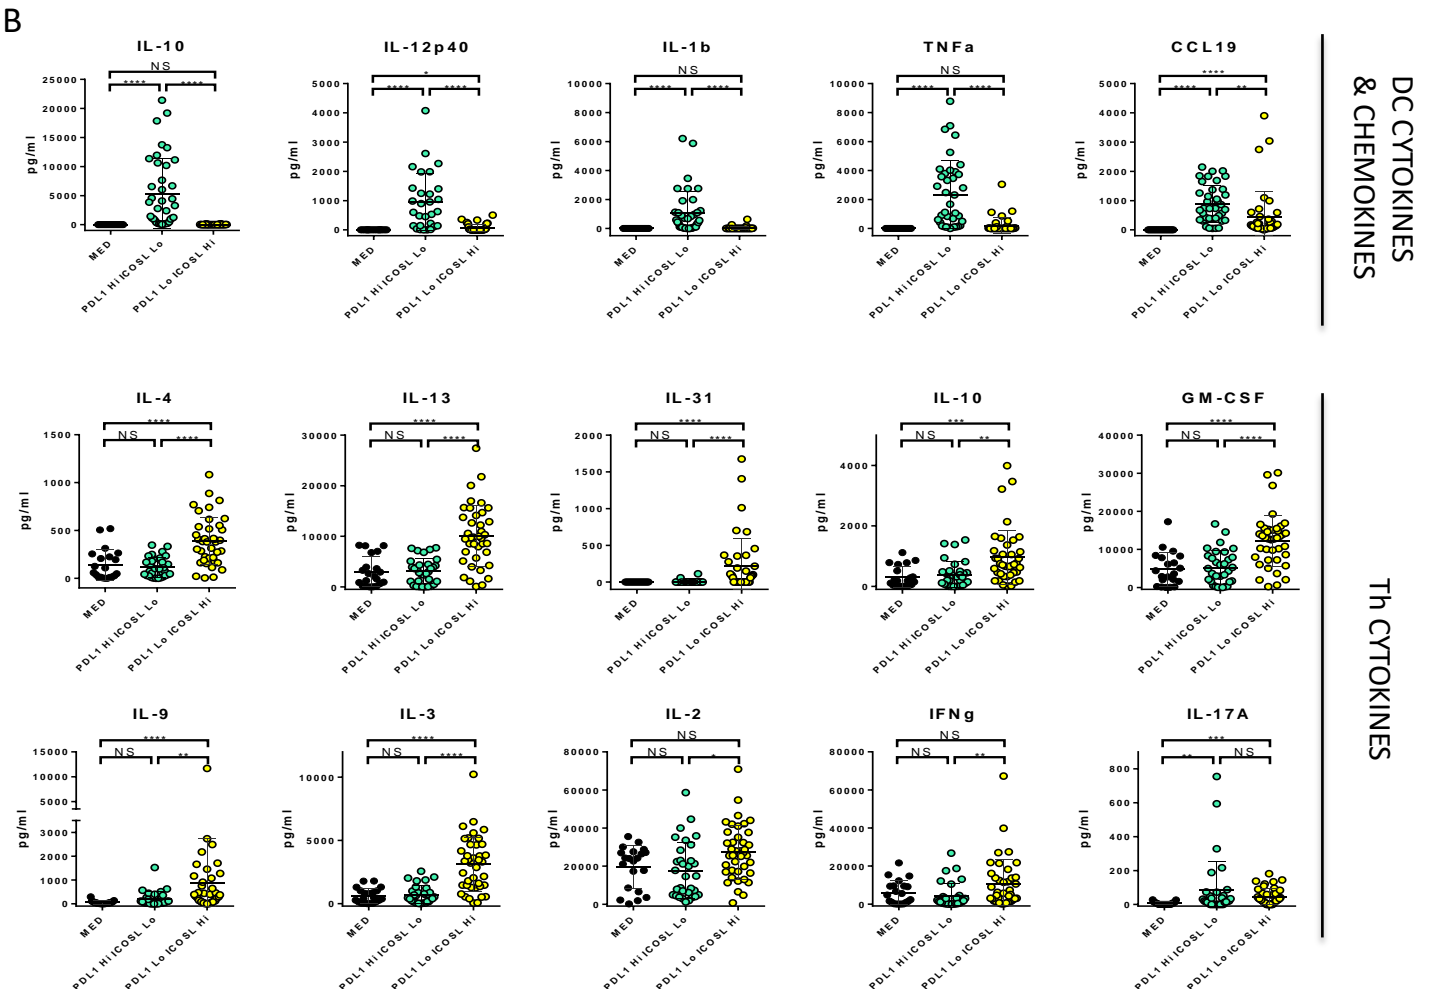 B
IL-10
IL-12p40
IL-1b
TNFa
CCL19
NS
**** ****
25000
20000
15000
10000
5000
0
pg/ml
MED
PDL1 Hi ICOSL Lo
PDL1 Lo ICOSL Hi
*
**** ****
5000
4000
3000
2000
1000
0
pg/ml
MED
PDL1 Hi ICOSL Lo
PDL1 Lo ICOSL Hi
NS
**** ****
10000
8000
6000
4000
2000
0
pg/ml
MED
PDL1 Hi ICOSL Lo
PDL1 Lo ICOSL Hi
NS
**** ****
10000
8000
6000
4000
2000
0
pg/ml
MED
PDL1 Hi ICOSL Lo
PDL1 Lo ICOSL Hi
****
**** **
5000
4000
3000
2000
1000
0
pg/ml
MED
PDL1 Hi ICOSL Lo
PDL1 Lo ICOSL Hi
DC CYTOKINES
& CHEMOKINES
IL-4
IL-13
IL-31
IL-10
GM-CSF
****
NS ****
1500
1000
500
0
pg/ml
MED
PDL1 Hi ICOSL Lo
PDL1 Lo ICOSL Hi
****
NS ****
30000
20000
10000
0
pg/ml
MED
PDL1 Hi ICOSL Lo
PDL1 Lo ICOSL Hi
****
NS ****
2000
1500
1000
500
0
pg/ml
MED
PDL1 Hi ICOSL Lo
PDL1 Lo ICOSL Hi
***
NS **
4000
2000
0
pg/ml
MED
PDL1 Hi ICOSL Lo
PDL1 Lo ICOSL Hi
****
NS ****
40000
30000
20000
10000
0
pg/ml
MED
PDL1 Hi ICOSL Lo
PDL1 Lo ICOSL Hi
IL-9
IL-3
IL-2
IFNg
IL-17A
****
NS **
15000
10000
5000
3000
2000
1000
0
pg/ml
MED
PDL1 Hi ICOSL Lo
PDL1 Lo ICOSL Hi
****
NS ****
10000
5000
0
pg/ml
MED
PDL1 Hi ICOSL Lo
PDL1 Lo ICOSL Hi
NS
NS *
80000
60000
40000
20000
0
pg/ml
MED
PDL1 Hi ICOSL Lo
PDL1 Lo ICOSL Hi
NS
NS **
80000
60000
40000
20000
0
pg/ml
MED
PDL1 Hi ICOSL Lo
PDL1 Lo ICOSL Hi
***
** NS
800
600
400
200
0
pg/ml
MED
PDL1 Hi ICOSL Lo
PDL1 Lo ICOSL Hi
Th CYTOKINES